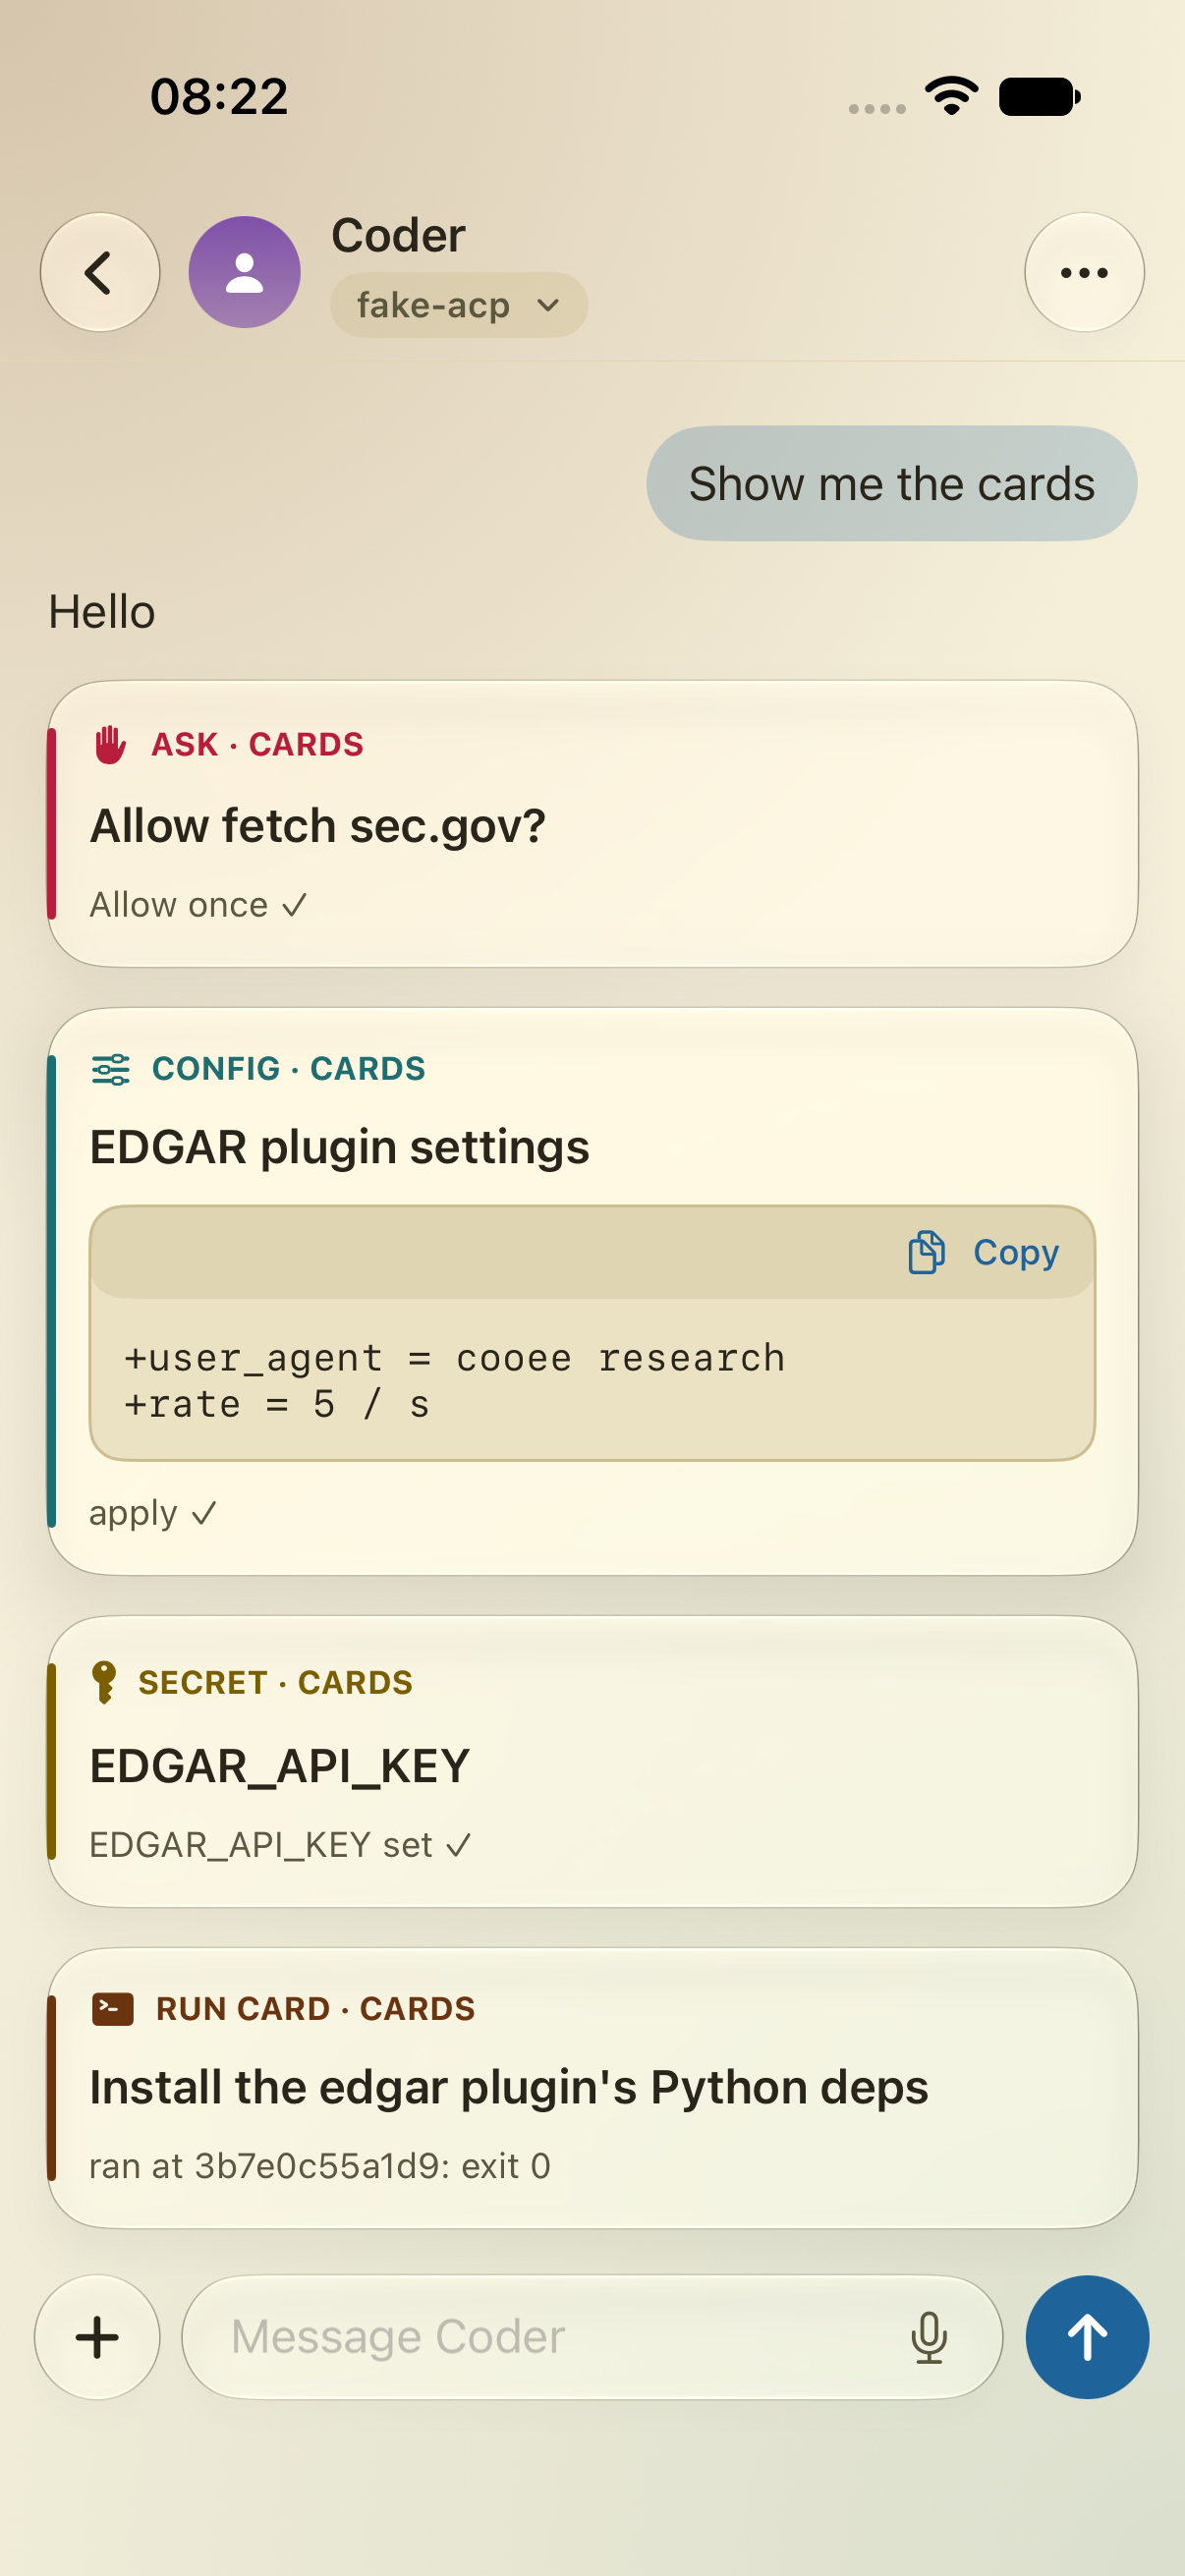 08:22
Coder
fake-acp
Show me the cards
Hello
ASK · CARDS
Allow fetch sec.gov?
Allow once ✓
CONFIG · CARDS
EDGAR plugin settings
Copy
+user_agent = cooee research
+rate = 5 / s
apply ✓
SECRET · CARDS
EDGAR_API_KEY
EDGAR_API_KEY set ✓
RUN CARD · CARDS
Install the edgar plugin's Python deps
ran at 3b7e0c55a1d9: exit 0
Message Coder